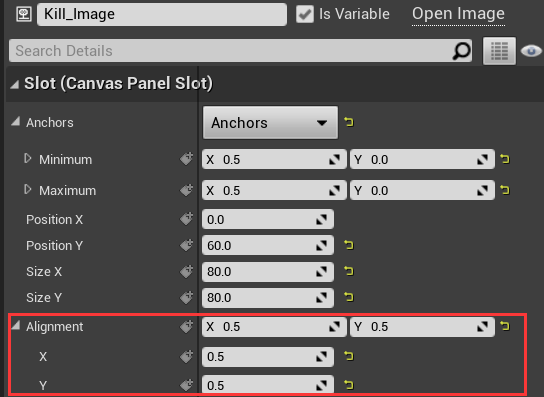 Kill_Image Is Variable Open Image
Search Details
Slot (Canvas Panel Slot)
Anchors Anchors
Minimum X 0.5 Y 0.0
Maximum X 0.5 Y 0.0
Position X 0.0
Position Y 60.0
Size X 80.0
Size Y 80.0
Alignment X 0.5 Y 0.5
X 0.5
Y 0.5